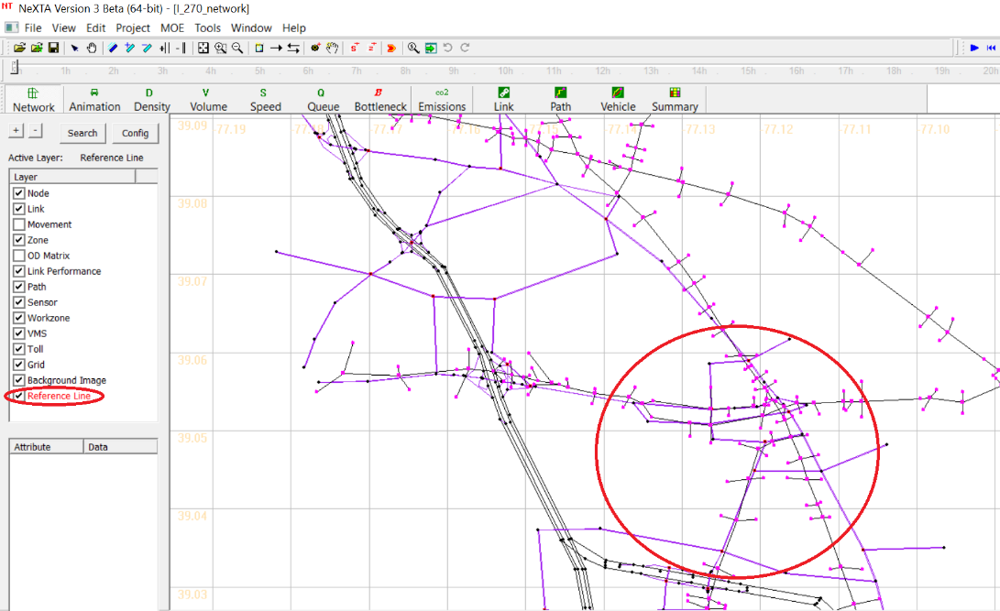 NeXTA Version 3 Beta (64-bit) - [I_270_network]
File View Edit Project MOE Tools Window Help
1h 2h 3h 4h 5h 6h 7h 8h 9h 10h 11h 12h 13h 14h 15h 16h 17h 18h 19h 20h
Network Animation Density Volume Speed Queue Bottleneck Emissions Link Path Vehicle Summary
+ - Search Config
Active Layer: Reference Line
Layer
Node
Link
Movement
Zone
OD Matrix
Link Performance
Path
Sensor
Workzone
VMS
Toll
Grid
Background Image
Reference Line
Attribute Data
39.09 77.19 77.16 77.14 77.13 77.12 77.11 77.10
39.08
39.07
39.06
39.05
39.04
39.03